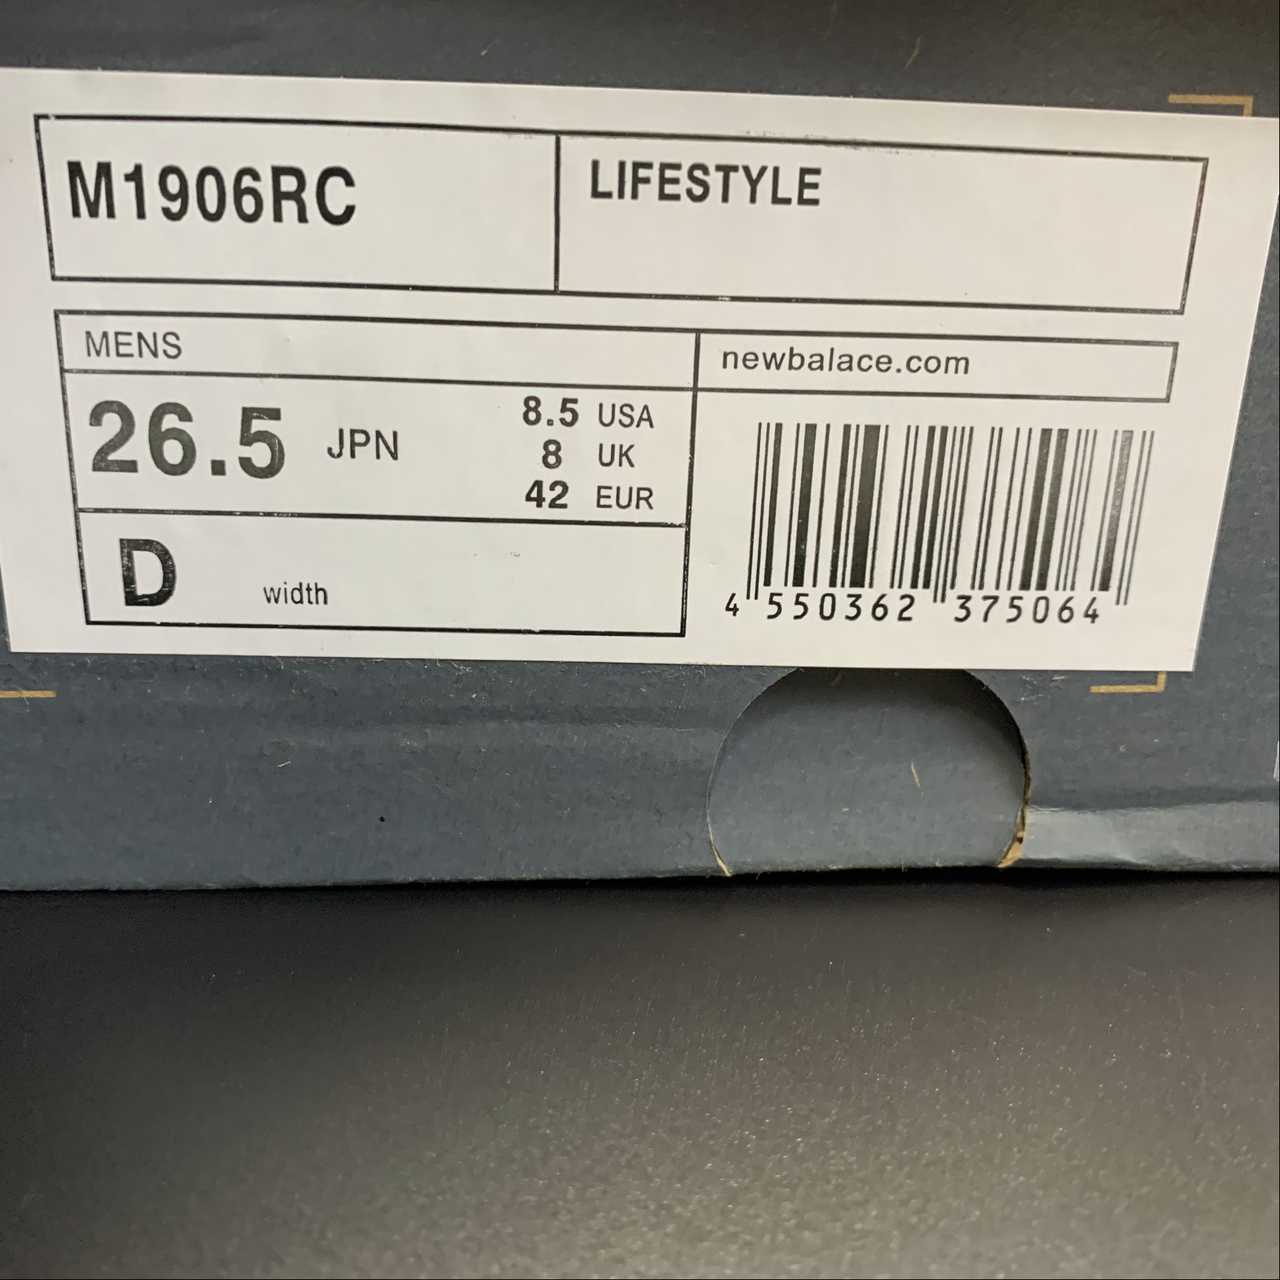 M1906RC
LIFESTYLE
MENS
newbalace.com
26.5 JPN
8.5 USA
8 UK
42 EUR
D width
4 550362 375064